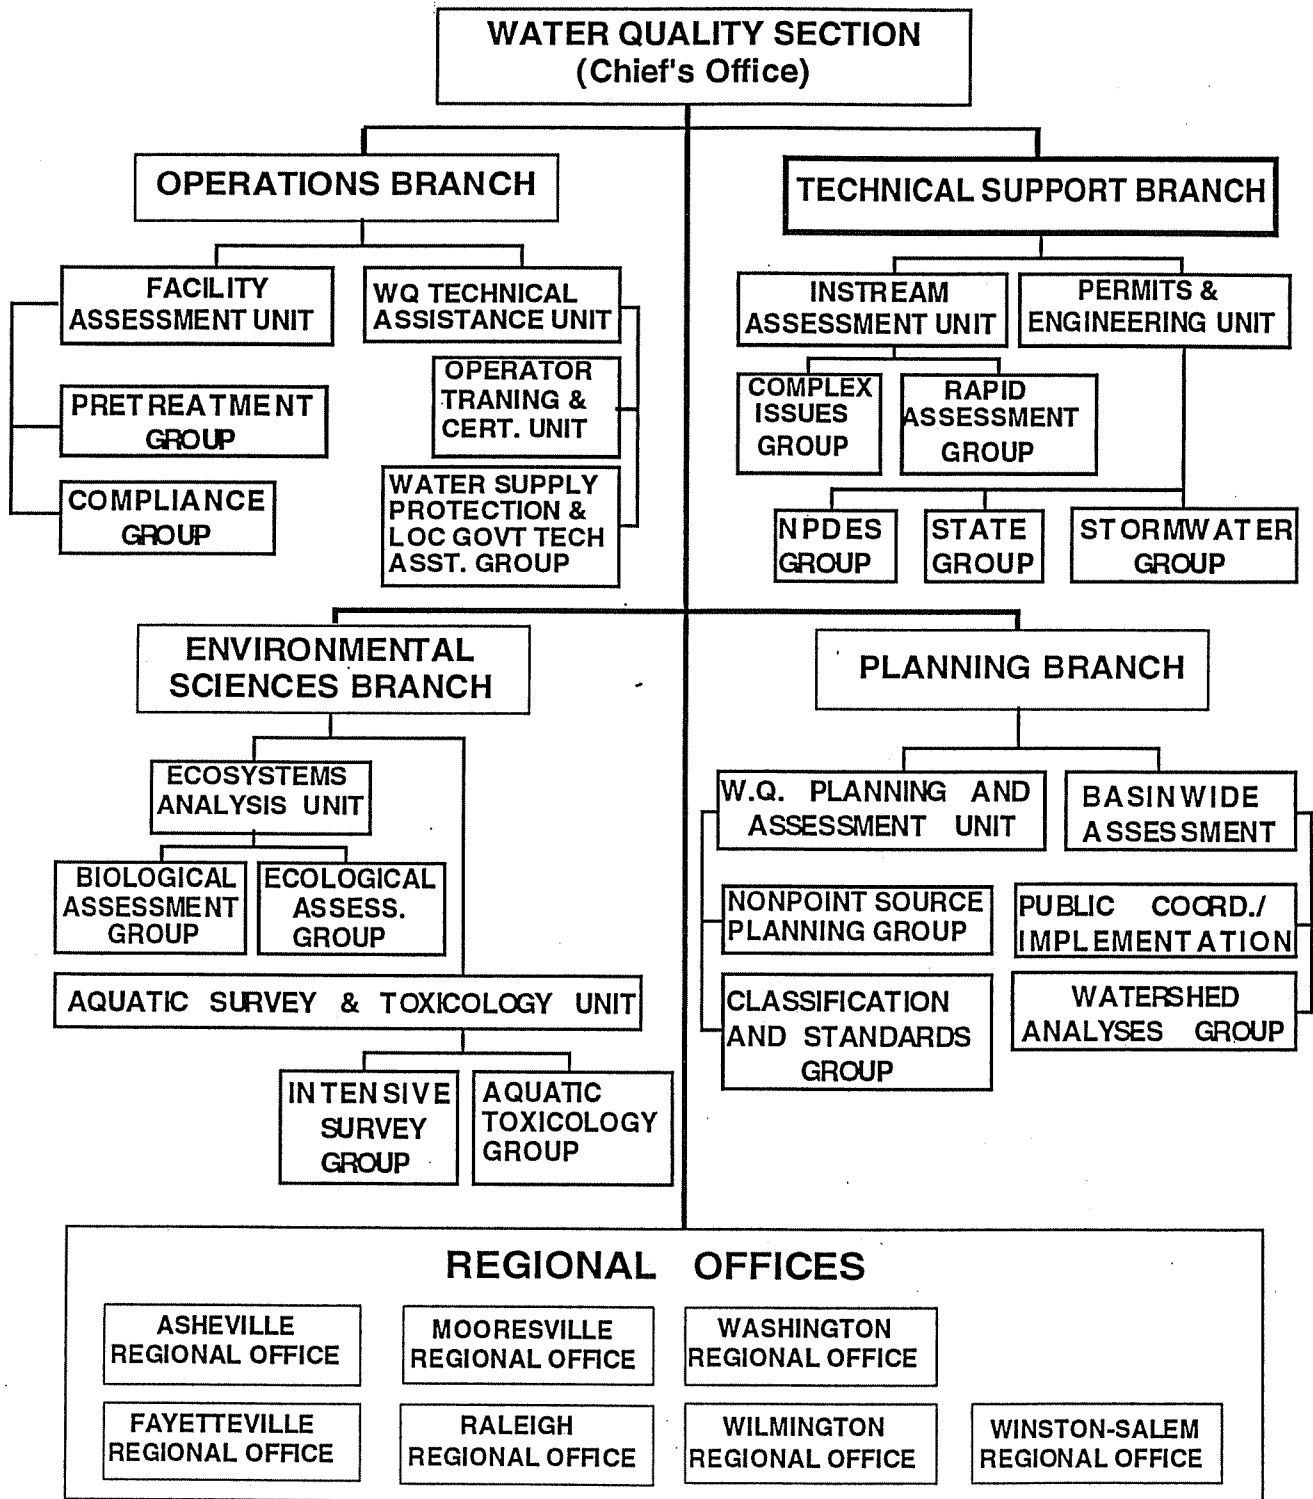 WATER QUALITY SECTION
(Chief's Office)
OPERATIONS BRANCH
TECHNICAL SUPPORT BRANCH
FACILITY
ASSESSMENT UNIT
WQ TECHNICAL
ASSISTANCE UNIT
PRETREATMENT
GROUP
OPERATOR
TRANING &
CERT. UNIT
COMPLIANCE
GROUP
WATER SUPPLY
PROTECTION &
LOC GOVT TECH
ASST. GROUP
INSTREAM
ASSESSMENT UNIT
PERMITS &
ENGINEERING UNIT
COMPLEX
ISSUES
GROUP
RAPID
ASSESSMENT
GROUP
NPDES
GROUP
STATE
GROUP
STORMWATER
GROUP
ENVIRONMENTAL
SCIENCES BRANCH
PLANNING BRANCH
ECOSYSTEMS
ANALYSIS UNIT
BIOLOGICAL
ASSESSMENT
GROUP
ECOLOGICAL
ASSESS.
GROUP
AQUATIC SURVEY & TOXICOLOGY UNIT
INTENSIVE
SURVEY
GROUP
AQUATIC
TOXICOLOGY
GROUP
W.Q. PLANNING AND
ASSESSMENT UNIT
BASINWIDE
ASSESSMENT
NONPOINT SOURCE
PLANNING GROUP
PUBLIC COORD./
IMPLEMENTATION
CLASSIFICATION
AND STANDARDS
GROUP
WATERSHED
ANALYSES GROUP
REGIONAL OFFICES
ASHEVILLE
REGIONAL OFFICE
MOORESVILLE
REGIONAL OFFICE
WASHINGTON
REGIONAL OFFICE
FAYETTEVILLE
REGIONAL OFFICE
RALEIGH
REGIONAL OFFICE
WILMINGTON
REGIONAL OFFICE
WINSTON-SALEM
REGIONAL OFFICE